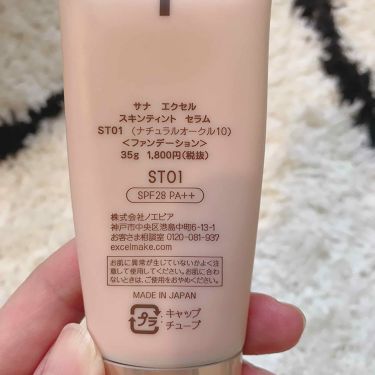 サナ エクセル
スキンティント セラム
ST01 (ナチュラルオークル10)
<ファンデーション>
35g 1,800円(税抜)
ST01
SPF28 PA++
株式会社ノエビア
神戸市中央区港島中町6-13-1
お客さま相談室 0120-081-937
excelmake.com
お肌に異常が生じていないかよく注
意して使用してください。お肌に合わ
ないときは、ご使用をおやめください。
MADE IN JAPAN
プラ
:キャップ
チューブ